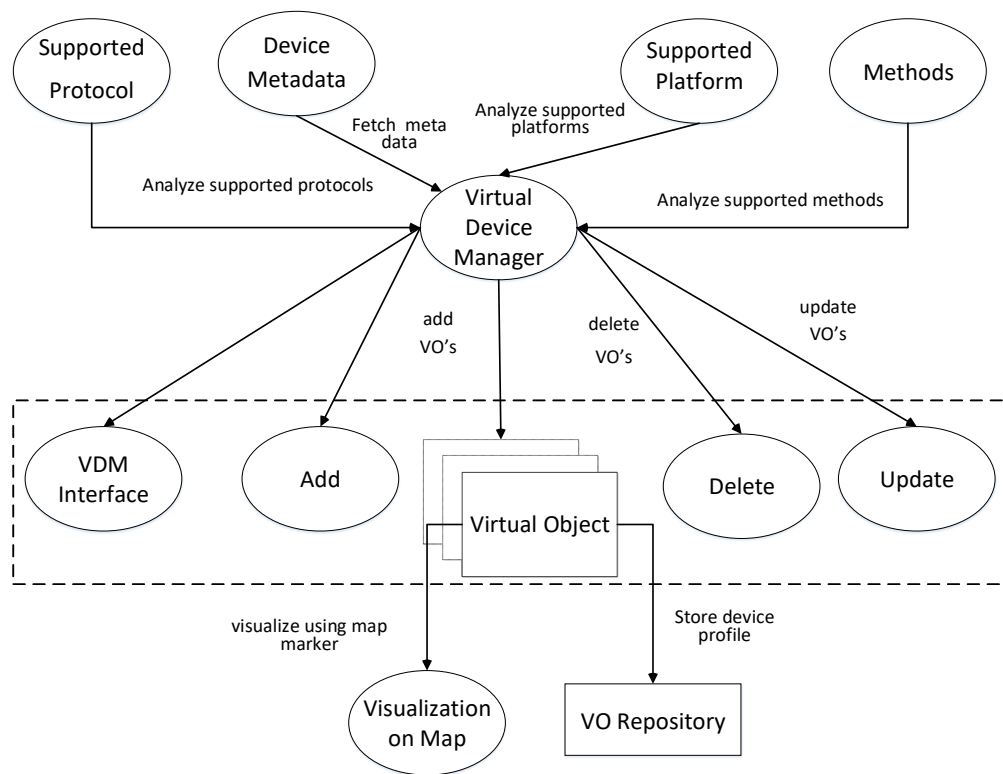 Supported
Protocol
Device
Metadata
Supported
Platform
Methods
Fetch meta
data
Analyze supported
platforms
Analyze supported protocols
Virtual
Device
Manager
Analyze supported methods
add
VO's
delete
VO's
update
VO's
VDM
Interface
Add
Virtual Object
Delete
Update
visualize using map
marker
Store device
profile
Visualization
on Map
VO Repository